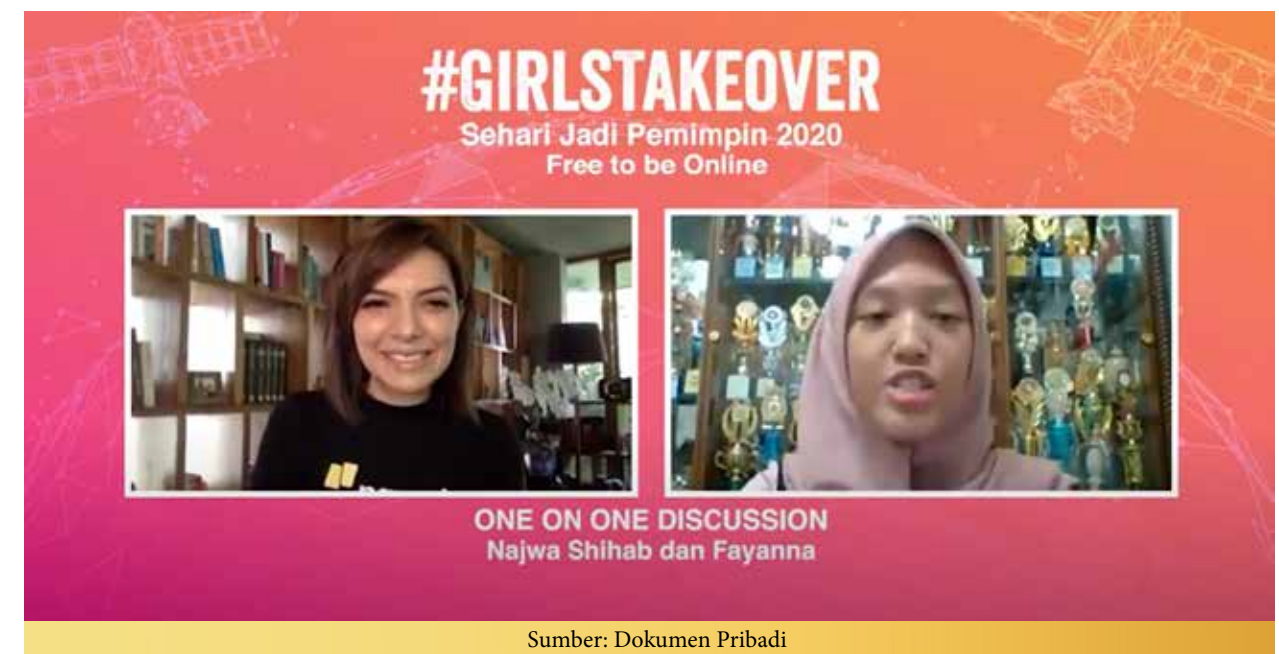 #GIRLSTAKEOVER
Sehari Jadi Pemimpin 2020
Free to be Online
ONE ON ONE DISCUSSION
Najwa Shihab dan Fayanna
Sumber: Dokumen Pribadi